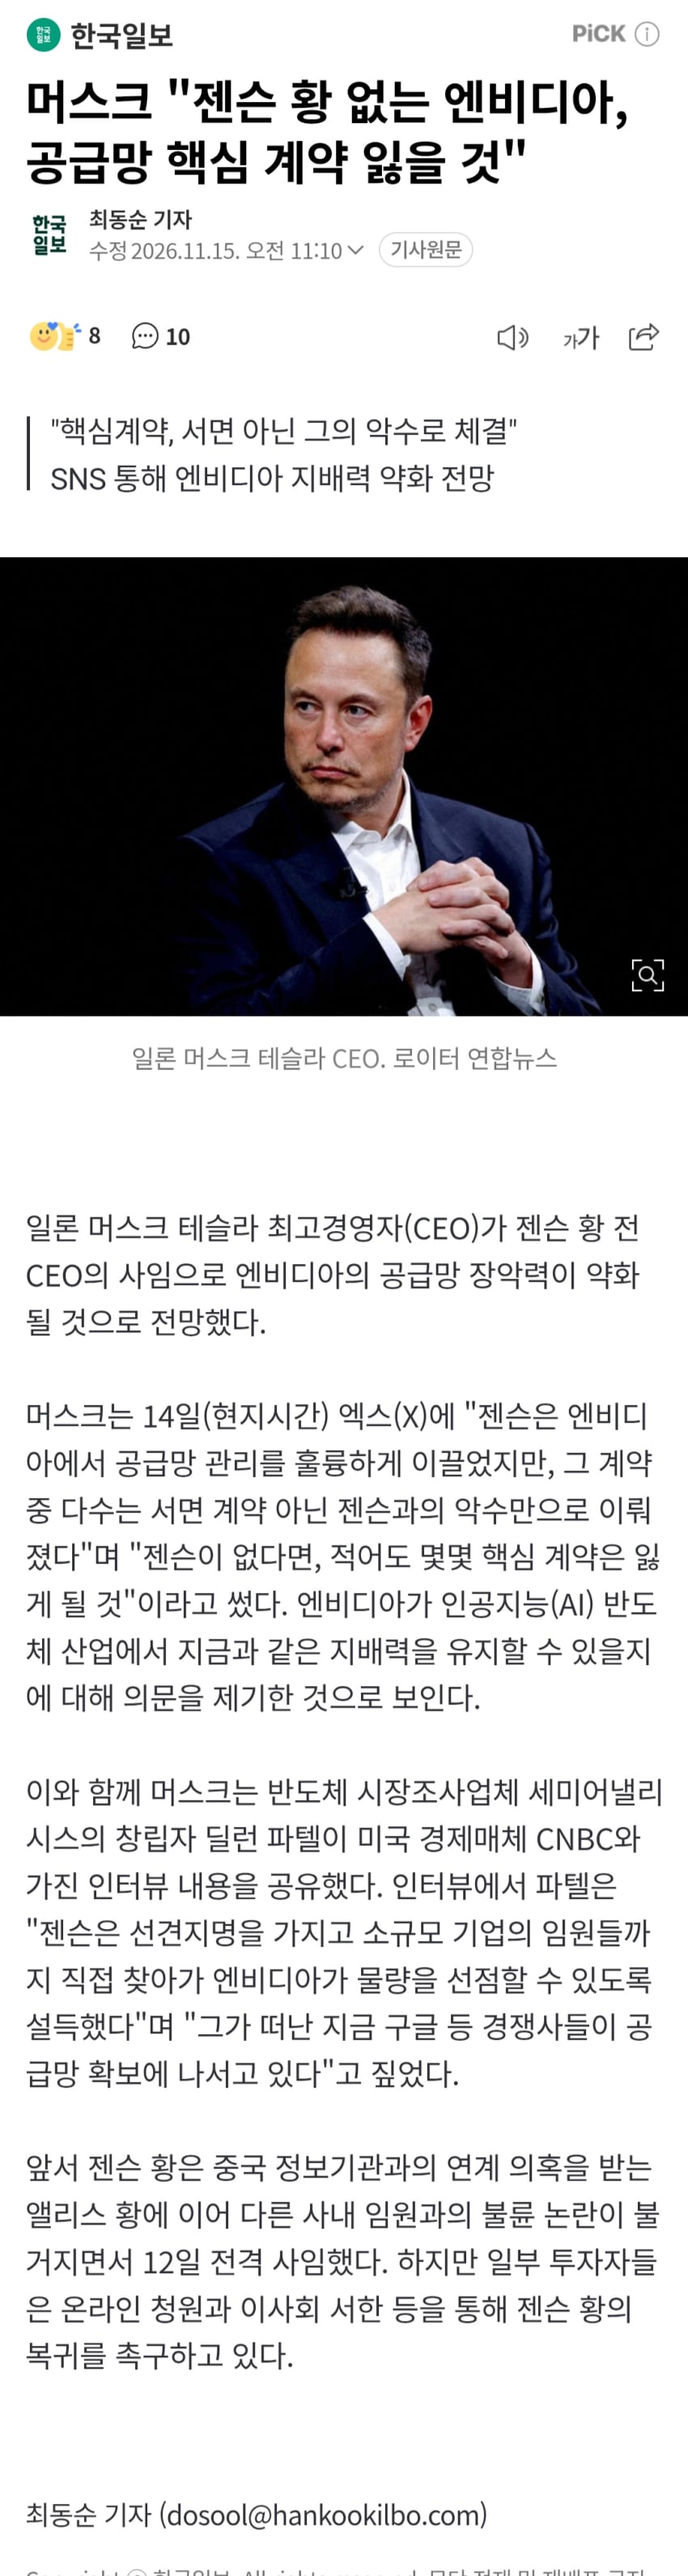 한국일보
한국일보
PiCK
머스크 "젠슨 황 없는 엔비디아,
공급망 핵심 계약 잃을 것"
한국일보
최동순 기자
수정 2026.11.15. 오전 11:10
기사원문
8
10
가가
"핵심계약, 서면 아닌 그의 악수로 체결"
SNS 통해 엔비디아 지배력 약화 전망
일론 머스크 테슬라 CEO. 로이터 연합뉴스
일론 머스크 테슬라 최고경영자(CEO)가 젠슨 황 전
CEO의 사임으로 엔비디아의 공급망 장악력이 약화
될 것으로 전망했다.
머스크는 14일(현지시간) 엑스(X)에 "젠슨은 엔비디
아에서 공급망 관리를 훌륭하게 이끌었지만, 그 계약
중 다수는 서면 계약 아닌 젠슨과의 악수만으로 이뤄
졌다"며 "젠슨이 없다면, 적어도 몇몇 핵심 계약은 잃
게 될 것"이라고 썼다. 엔비디아가 인공지능(AI) 반도
체 산업에서 지금과 같은 지배력을 유지할 수 있을지
에 대해 의문을 제기한 것으로 보인다.
이와 함께 머스크는 반도체 시장조사업체 세미어낼리
시스의 창립자 딜런 파텔이 미국 경제매체 CNBC와
가진 인터뷰 내용을 공유했다. 인터뷰에서 파텔은
"젠슨은 선견지명을 가지고 소규모 기업의 임원들까
지 직접 찾아가 엔비디아가 물량을 선점할 수 있도록
설득했다"며 "그가 떠난 지금 구글 등 경쟁사들이 공
급망 확보에 나서고 있다"고 짚었다.
앞서 젠슨 황은 중국 정보기관과의 연계 의혹을 받는
앨리스 황에 이어 다른 사내 임원과의 불륜 논란이 불
거지면서 12일 전격 사임했다. 하지만 일부 투자자들
은 온라인 청원과 이사회 서한 등을 통해 젠슨 황의
복귀를 촉구하고 있다.
최동순 기자 (dosool@hankookilbo.com)